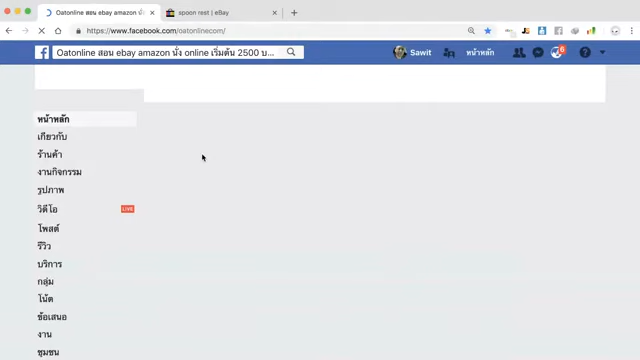 Oatonline สอน ebay amazon นั่ง
spoon rest | eBay
https://www.facebook.com/oatonlinecom/
Oatonline สอน ebay amazon นั่ง online เริ่มต้น 2500 บ...
Sawit
หน้าหลัก
6
หน้าหลัก
เกี่ยวกับ
ร้านค้า
งานกิจกรรม
รูปภาพ
วิดีโอ
LIVE
โพสต์
รีวิว
บริการ
กลุ่ม
โน้ต
ข้อเสนอ
งาน
ชุมชน